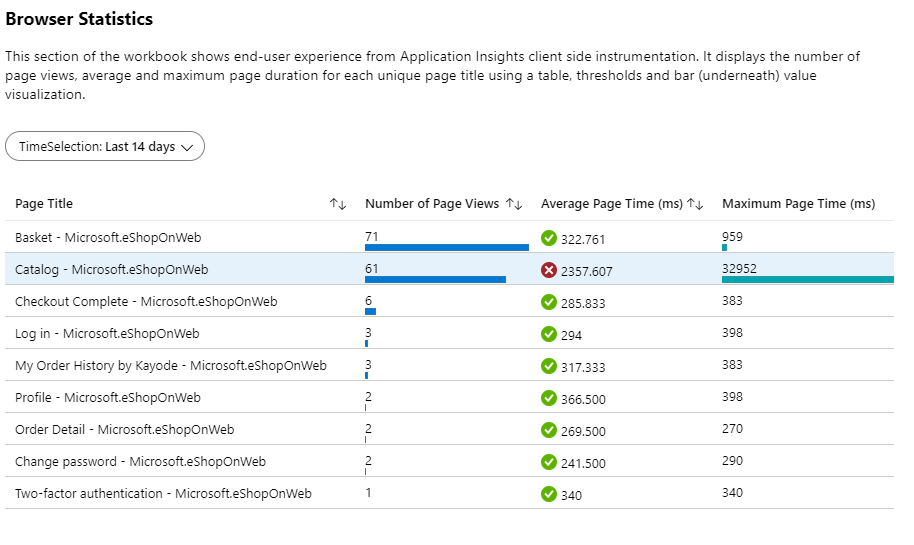 Browser Statistics
This section of the workbook shows end-user experience from Application Insights client side instrumentation. It displays the number of
page views, average and maximum page duration for each unique page title using a table, thresholds and bar (underneath) value
visualization.
TimeSelection: Last 14 days
Page Title Number of Page Views Average Page Time (ms) Maximum Page Time (ms)
Basket - Microsoft.eShopOnWeb 71 322.761 959
Catalog - Microsoft.eShopOnWeb 61 2357.607 32952
Checkout Complete - Microsoft.eShopOnWeb 6 285.833 383
Log in - Microsoft.eShopOnWeb 3 294 398
My Order History by Kayode - Microsoft.eShopOnWeb 3 317.333 383
Profile - Microsoft.eShopOnWeb 2 366.500 398
Order Detail - Microsoft.eShopOnWeb 2 269.500 270
Change password - Microsoft.eShopOnWeb 2 241.500 290
Two-factor authentication - Microsoft.eShopOnWeb 1 340 340